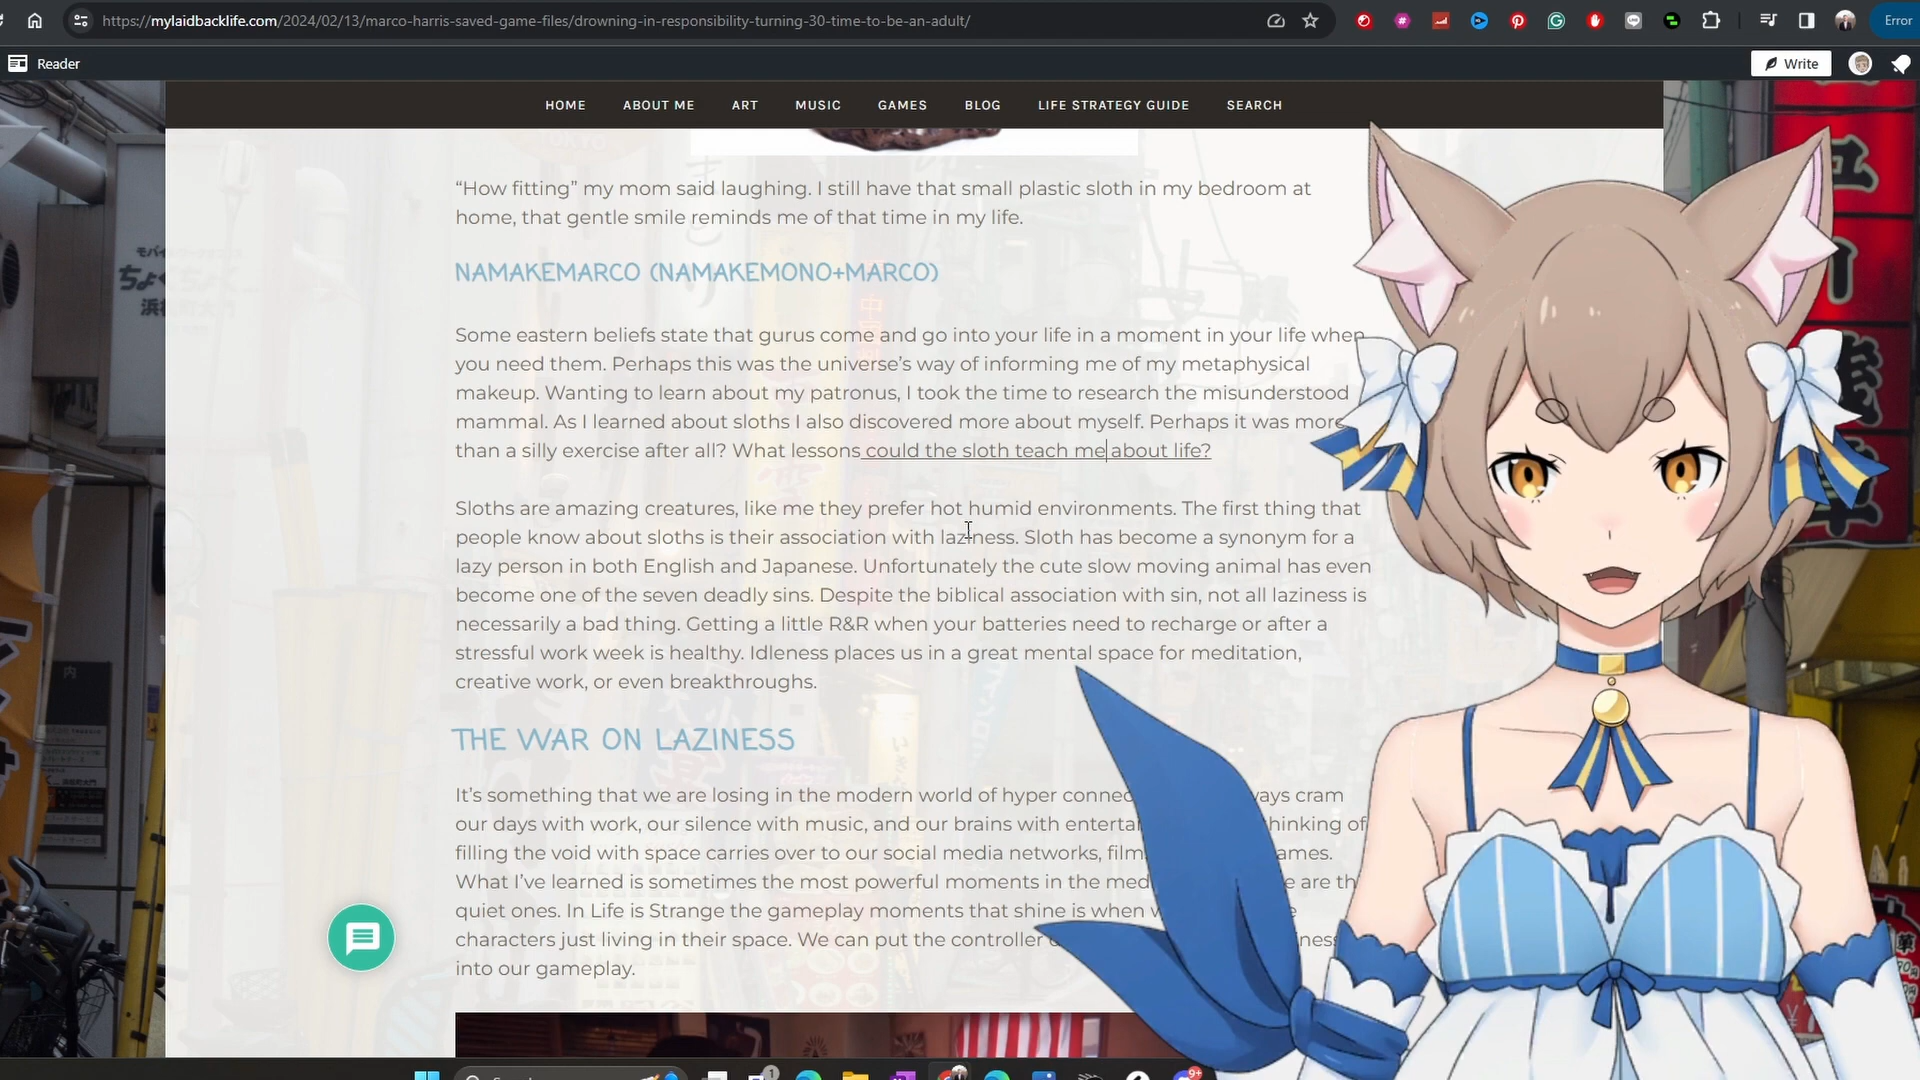 https://mylaidbacklife.com/2024/02/13/marco-harris-saved-game-files/drowning-in-responsibility-turning-30-time-to-be-an-adult/
Error
Reader
Write
HOME ABOUT ME ART MUSIC GAMES BLOG LIFE STRATEGY GUIDE SEARCH
“How fitting” my mom said laughing. I still have that small plastic sloth in my bedroom at
home, that gentle smile reminds me of that time in my life.
NAMAKEMARCO (NAMAKEMONO+MARCO)
Some eastern beliefs state that gurus come and go into your life in a moment in your life when
you need them. Perhaps this was the universe’s way of informing me of my metaphysical
makeup. Wanting to learn about my patronus, I took the time to research the misunderstood
mammal. As I learned about sloths I also discovered more about myself. Perhaps it was more
than a silly exercise after all? What lessons could the sloth teach me about life?
Sloths are amazing creatures, like me they prefer hot humid environments. The first thing that
people know about sloths is their association with laziness. Sloth has become a synonym for a
lazy person in both English and Japanese. Unfortunately the cute slow moving animal has even
become one of the seven deadly sins. Despite the biblical association with sin, not all laziness is
necessarily a bad thing. Getting a little R&R when your batteries need to recharge or after a
stressful work week is healthy. Idleness places us in a great mental space for meditation,
creative work, or even breakthroughs.
THE WAR ON LAZINESS
It’s something that we are losing in the modern world of hyper cram
our days with work, our silence with music, and our brains with of
filling the void with space carries over to our social media networks,
What I’ve learned is sometimes the most powerful moments in the are
quiet ones. In Life is Strange the gameplay moments that shine is when
characters just living in their space. We can put the controller
into our gameplay.
1
9+